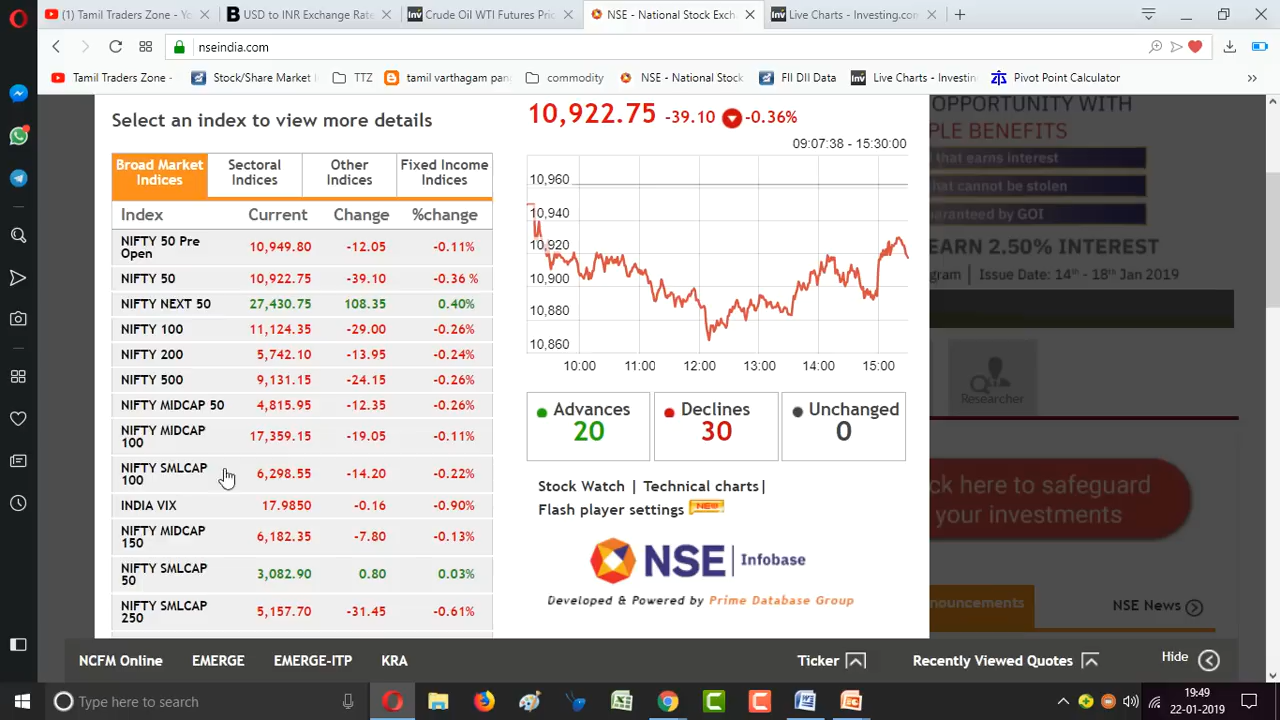 (1) Tamil Traders Zone - Yo
USD to INR Exchange Rate
Crude Oil WTI Futures Pric
NSE - National Stock Exch
Live Charts - Investing.com
nseindia.com
Tamil Traders Zone -
Stock/Share Market
TTZ
tamil varthagam pan
commodity
NSE - National Stock
FII DII Data
Live Charts - Investin
Pivot Point Calculator
Select an index to view more details
Broad Market Indices
Sectoral Indices
Other Indices
Fixed Income Indices
Index Current Change %change
NIFTY 50 Pre Open 10,949.80 -12.05 -0.11%
NIFTY 50 10,922.75 -39.10 -0.36 %
NIFTY NEXT 50 27,430.75 108.35 0.40%
NIFTY 100 11,124.35 -29.00 -0.26%
NIFTY 200 5,742.10 -13.95 -0.24%
NIFTY 500 9,131.15 -24.15 -0.26%
NIFTY MIDCAP 50 4,815.95 -12.35 -0.26%
NIFTY MIDCAP 100 17,359.15 -19.05 -0.11%
NIFTY SMLCAP 100 6,298.55 -14.20 -0.22%
INDIA VIX 17.9850 -0.16 -0.90%
NIFTY MIDCAP 150 6,182.35 -7.80 -0.13%
NIFTY SMLCAP 50 3,082.90 0.80 0.03%
NIFTY SMLCAP 250 5,157.70 -31.45 -0.61%
10,922.75 -39.10 -0.36%
09:07:38 - 15:30:00
10,960
10,940
10,920
10,900
10,880
10,860
10:00 11:00 12:00 13:00 14:00 15:00
Advances 20
Declines 30
Unchanged 0
Stock Watch | Technical charts|
Flash player settings NEW
NSE Infobase
Developed & Powered by Prime Database Group
OPPORTUNITY WITH
PLE BENEFITS
that earns interest
that cannot be stolen
uaranteed by GOI
EARN 2.50% INTEREST
gram | Issue Date: 14th - 18th Jan 2019
Researcher
ck here to safeguard
your investments
nouncements
NSE News
NCFM Online
EMERGE
EMERGE-ITP
KRA
Ticker
Recently Viewed Quotes
Hide
Type here to search
19:49
22-01-2019